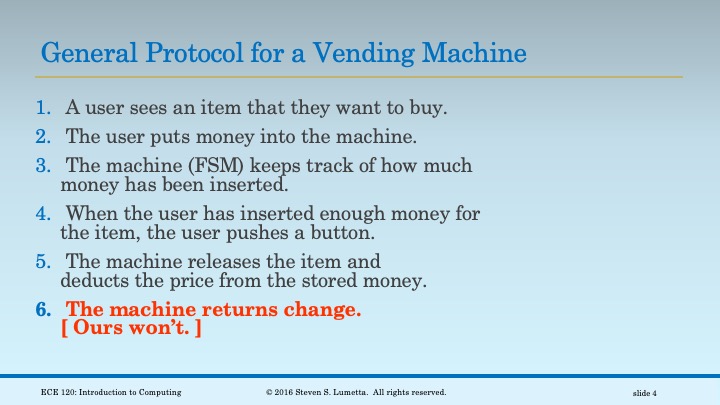 General Protocol for a Vending Machine
1. A user sees an item that they want to buy.
2. The user puts money into the machine.
3. The machine (FSM) keeps track of how much
money has been inserted.
4. When the user has inserted enough money for
the item, the user pushes a button.
5. The machine releases the item and
deducts the price from the stored money.
6. The machine returns change.
[ Ours won’t. ]
ECE 120: Introduction to Computing © 2016 Steven S. Lumetta. All rights reserved. slide 4